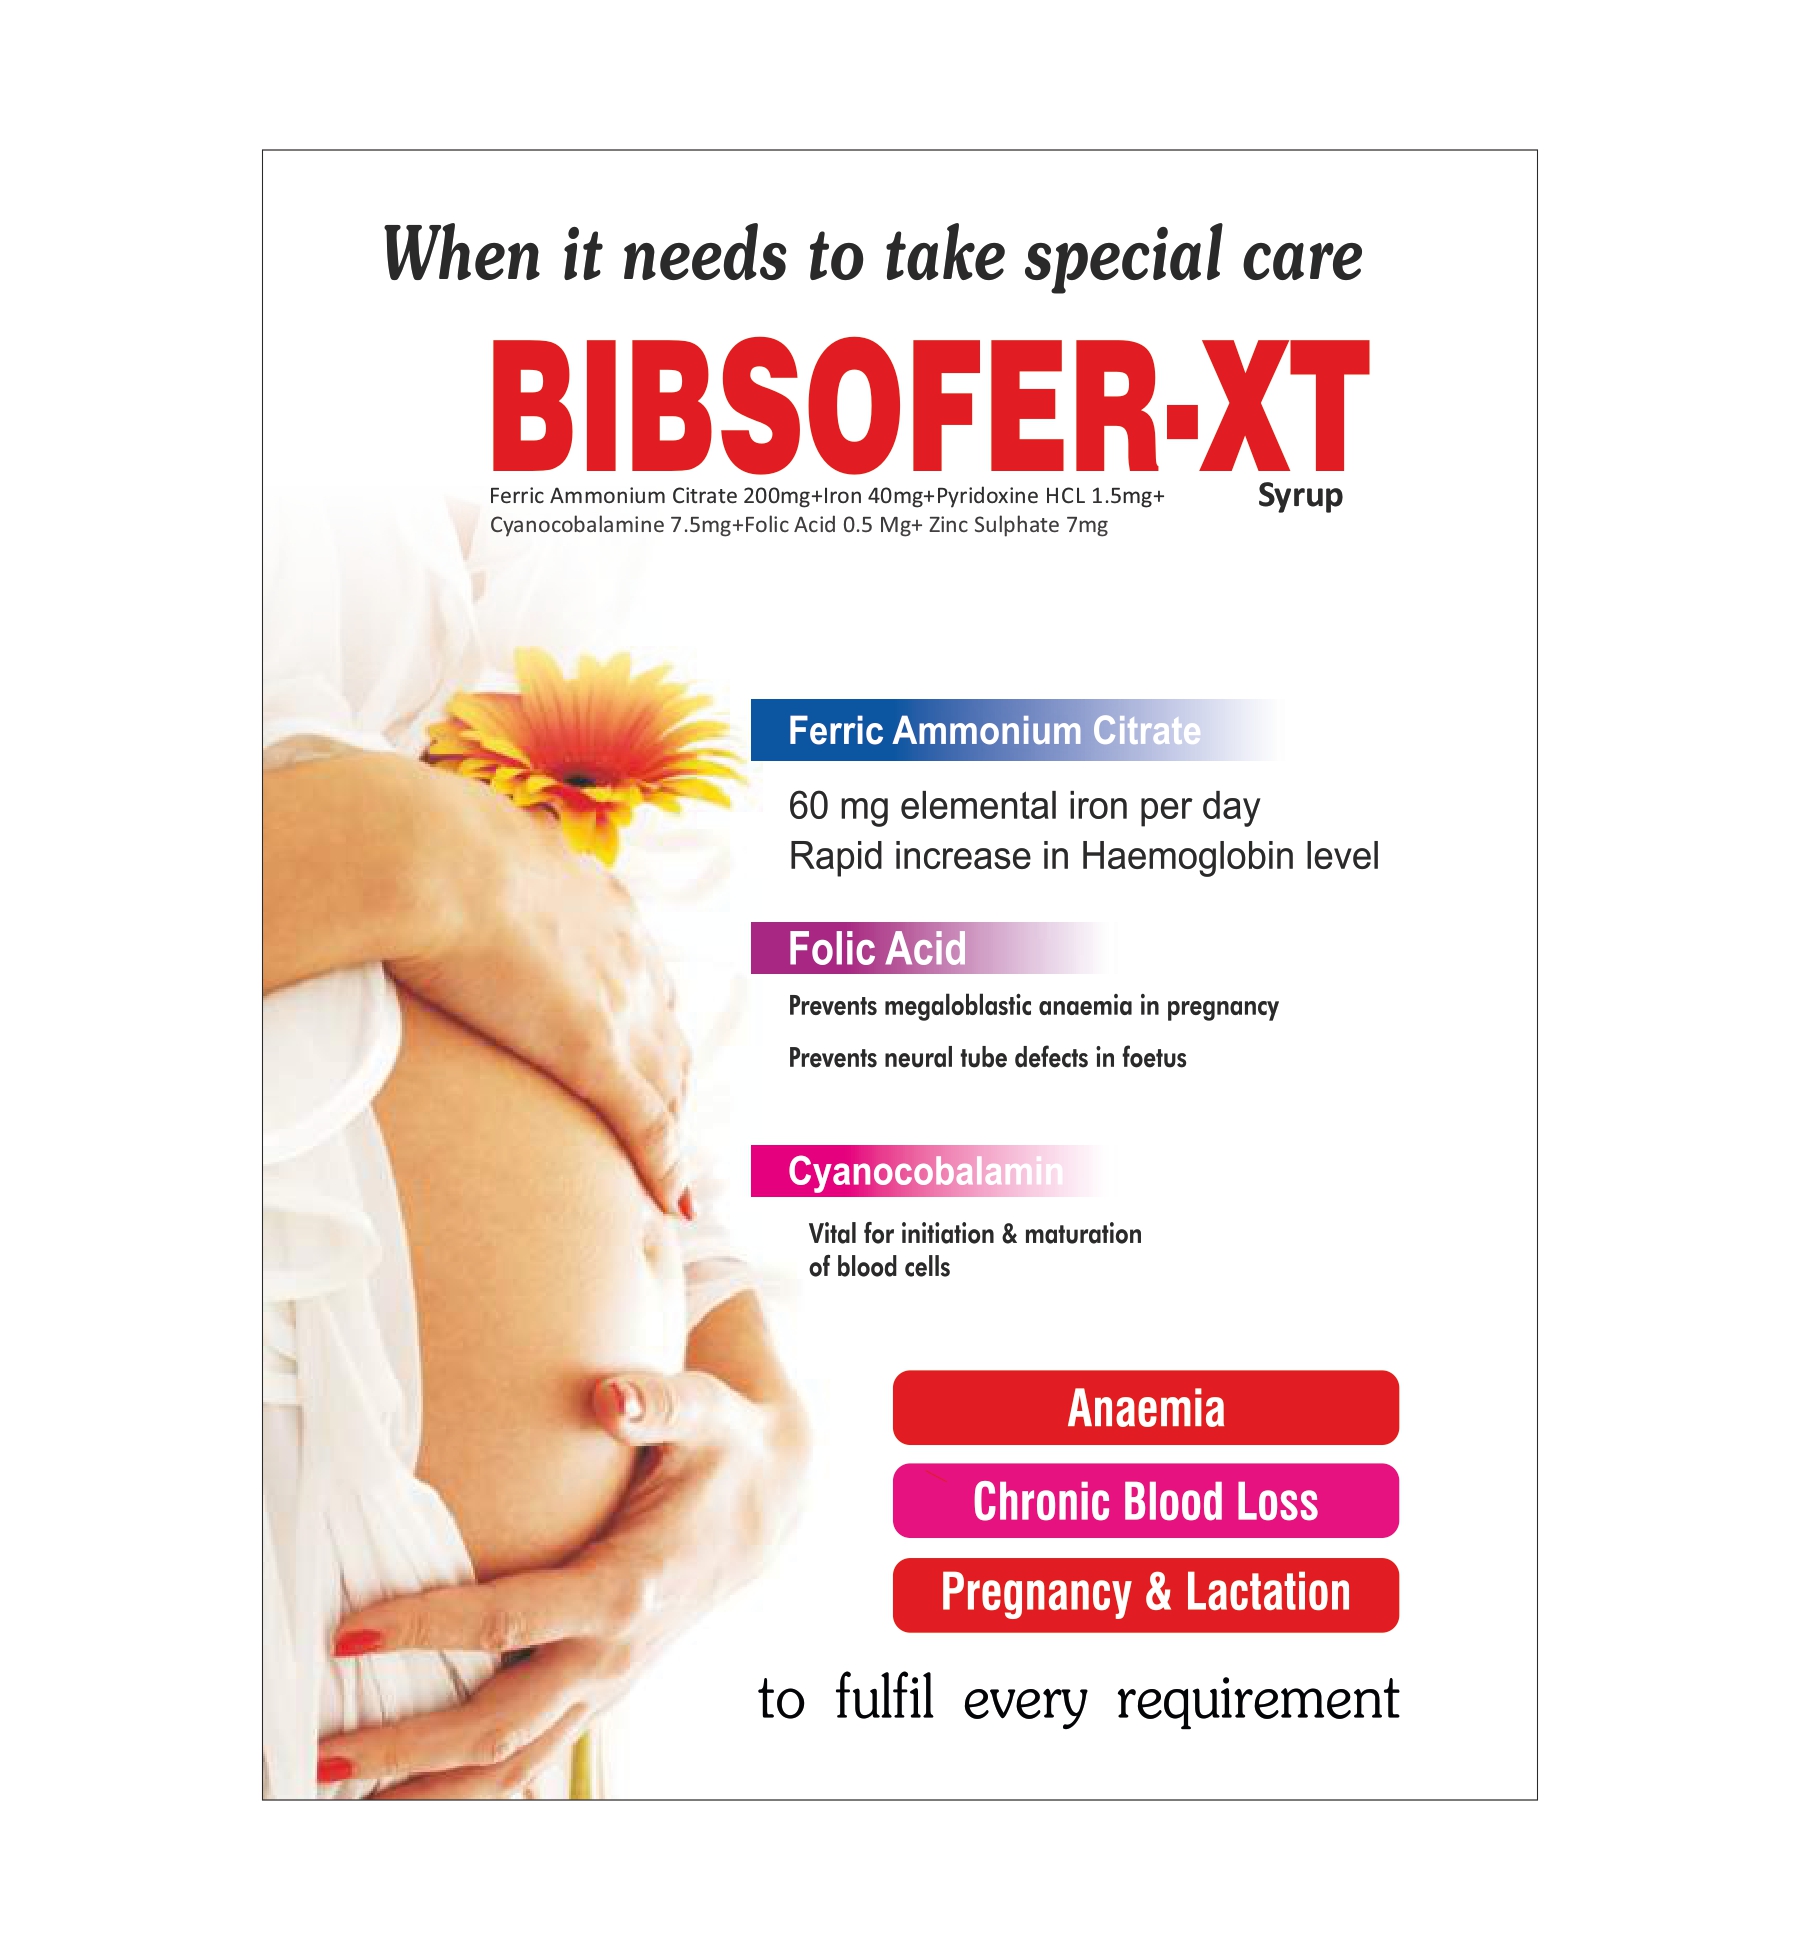 When it needs to take special care
BIBSOFER-XT
Ferric Ammonium Citrate 200mg+Iron 40mg+Pyridoxine HCL 1.5mg+
Cyanocobalamine 7.5mg+Folic Acid 0.5 Mg+ Zinc Sulphate 7mg
Syrup
Ferric Ammonium Citrate
60 mg elemental iron per day
Rapid increase in Haemoglobin level
Folic Acid
Prevents megaloblastic anaemia in pregnancy
Prevents neural tube defects in foetus
Cyanocobalamin
Vital for initiation & maturation
of blood cells
Anaemia
Chronic Blood Loss
Pregnancy & Lactation
to fulfil every requirement